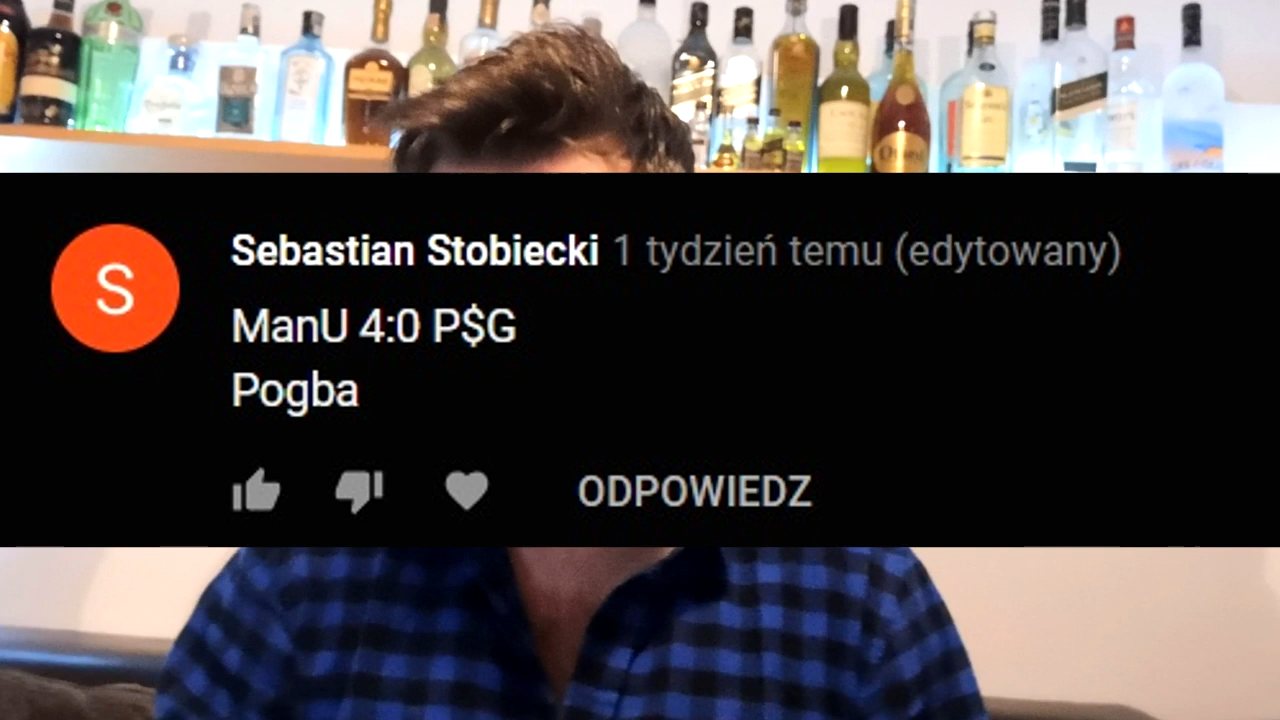 S
Sebastian Stobiecki 1 tydzień temu (edytowany)
ManU 4:0 P$G
Pogba
ODPOWIEDZ